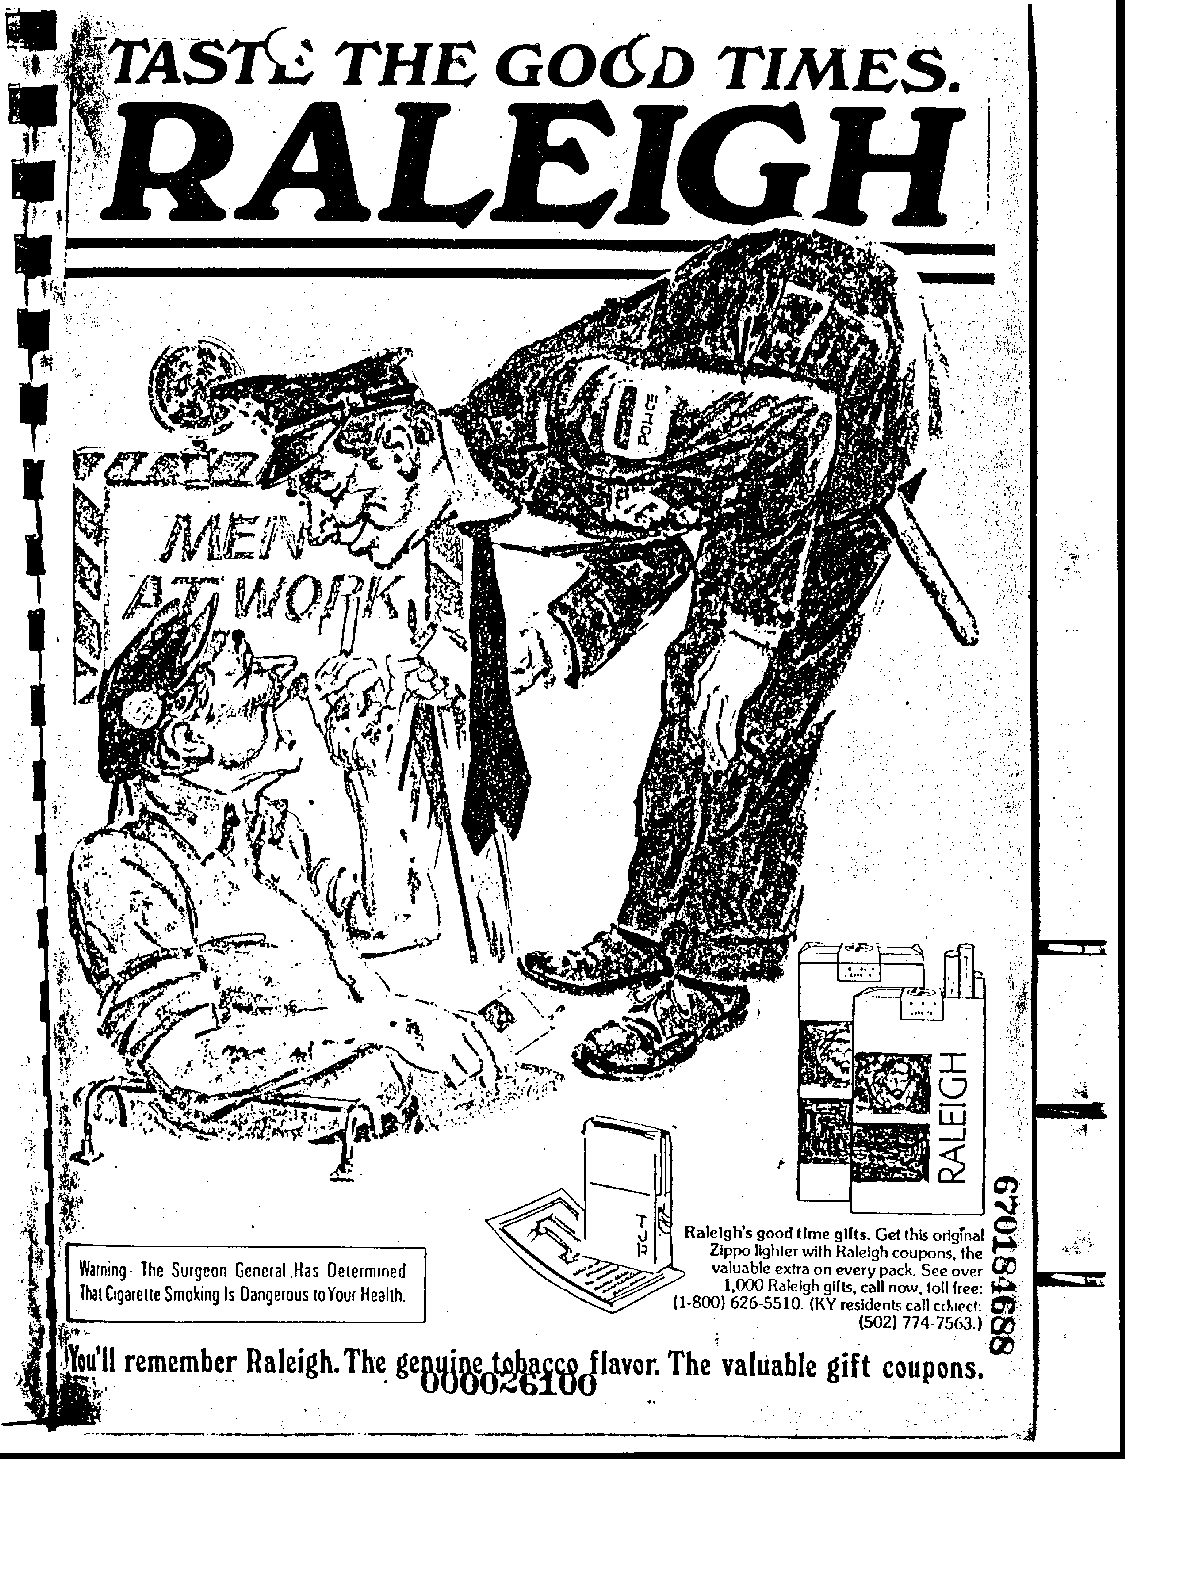 TASTE THE GOOD TIMES.
RALEIGH
POLICE
MEN
AT WORK
RALEIGH
TJR
Raleigh's good time gifts. Get this original
Zippo lighter with Raleigh coupons, the
valuable extra on every pack. See over
1,000 Raleigh gifts, call now, toll free:
(1-800) 626-5510. (KY residents call collect:
(502) 774-7563.)
670184688
Warning: The Surgeon General Has Determined
That Cigarette Smoking Is Dangerous to Your Health.
You'll remember Raleigh. The genuine tobacco flavor. The valuable gift coupons.
000026100